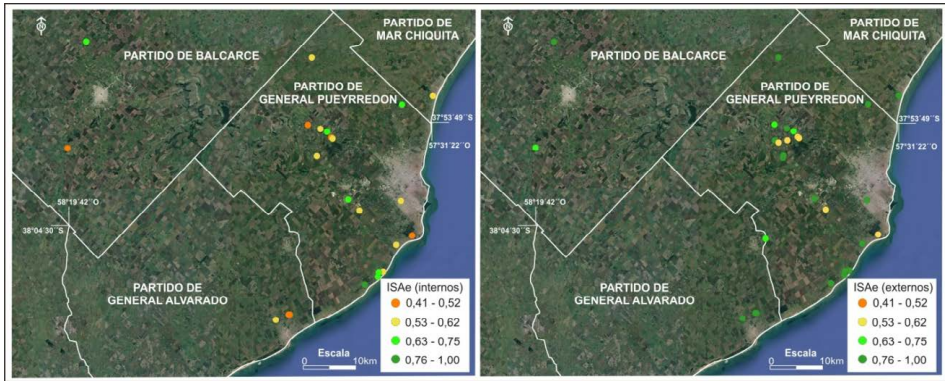 N
PARTIDO DE
MAR CHIQUITA
PARTIDO DE BALCARCE
PARTIDO DE
GENERAL PUEYRREDON
37°53´49´´S
57°31´22´´O
58°19´42´´O
38°04´30´´S
PARTIDO DE
GENERAL ALVARADO
ISAe (internos)
0,41 - 0,52
0,53 - 0,62
0,63 - 0,75
0,76 - 1,00
Escala
0 10km
N
PARTIDO DE
MAR CHIQUITA
PARTIDO DE BALCARCE
PARTIDO DE
GENERAL PUEYRREDON
37°53´49´´S
57°31´22´´O
58°19´42´´O
38°04´30´´S
PARTIDO DE
GENERAL ALVARADO
ISAe (externos)
0,41 - 0,52
0,53 - 0,62
0,63 - 0,75
0,76 - 1,00
Escala
0 10km